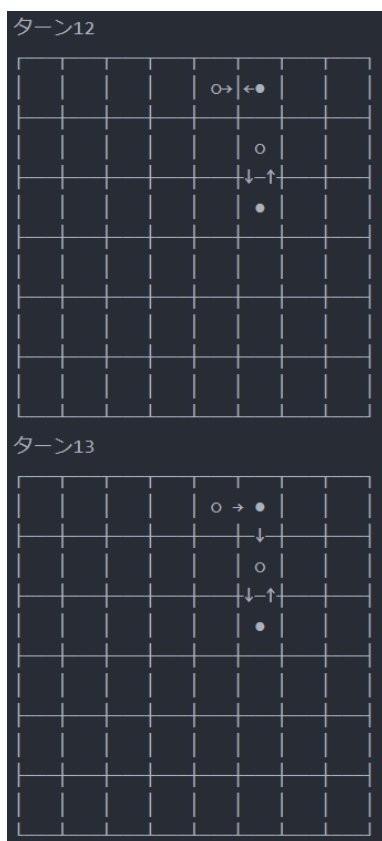 ターン12
○→ ←●
○
↓ ↑
●
ターン13
○ → ●
↓
○
↓ ↑
●